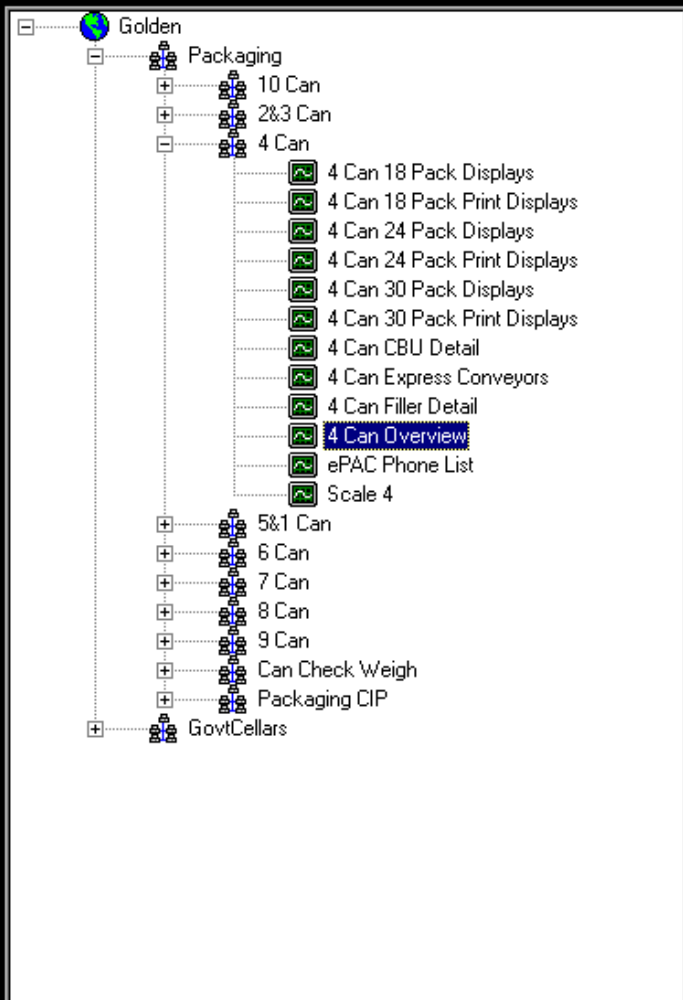 Golden
Packaging
10 Can
2&3 Can
4 Can
4 Can 18 Pack Displays
4 Can 18 Pack Print Displays
4 Can 24 Pack Displays
4 Can 24 Pack Print Displays
4 Can 30 Pack Displays
4 Can 30 Pack Print Displays
4 Can CBU Detail
4 Can Express Conveyors
4 Can Filler Detail
4 Can Overview
ePAC Phone List
Scale 4
5&1 Can
6 Can
7 Can
8 Can
9 Can
Can Check Weigh
Packaging CIP
GovtCellars